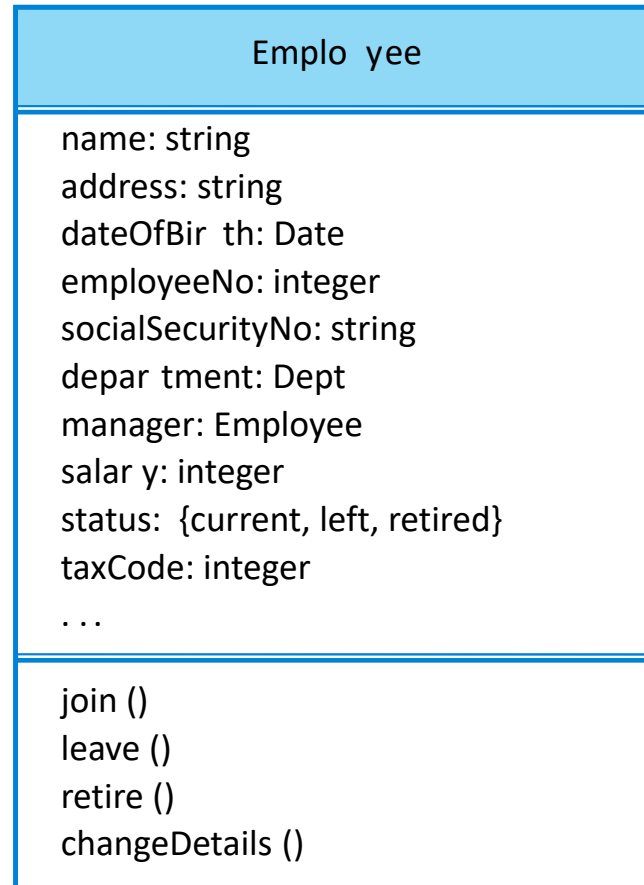 Emplo yee
name: string
address: string
dateOfBir th: Date
employeeNo: integer
socialSecurityNo: string
depar tment: Dept
manager: Employee
salar y: integer
status: {current, left, retired}
taxCode: integer
. . .
join ()
leave ()
retire ()
changeDetails ()